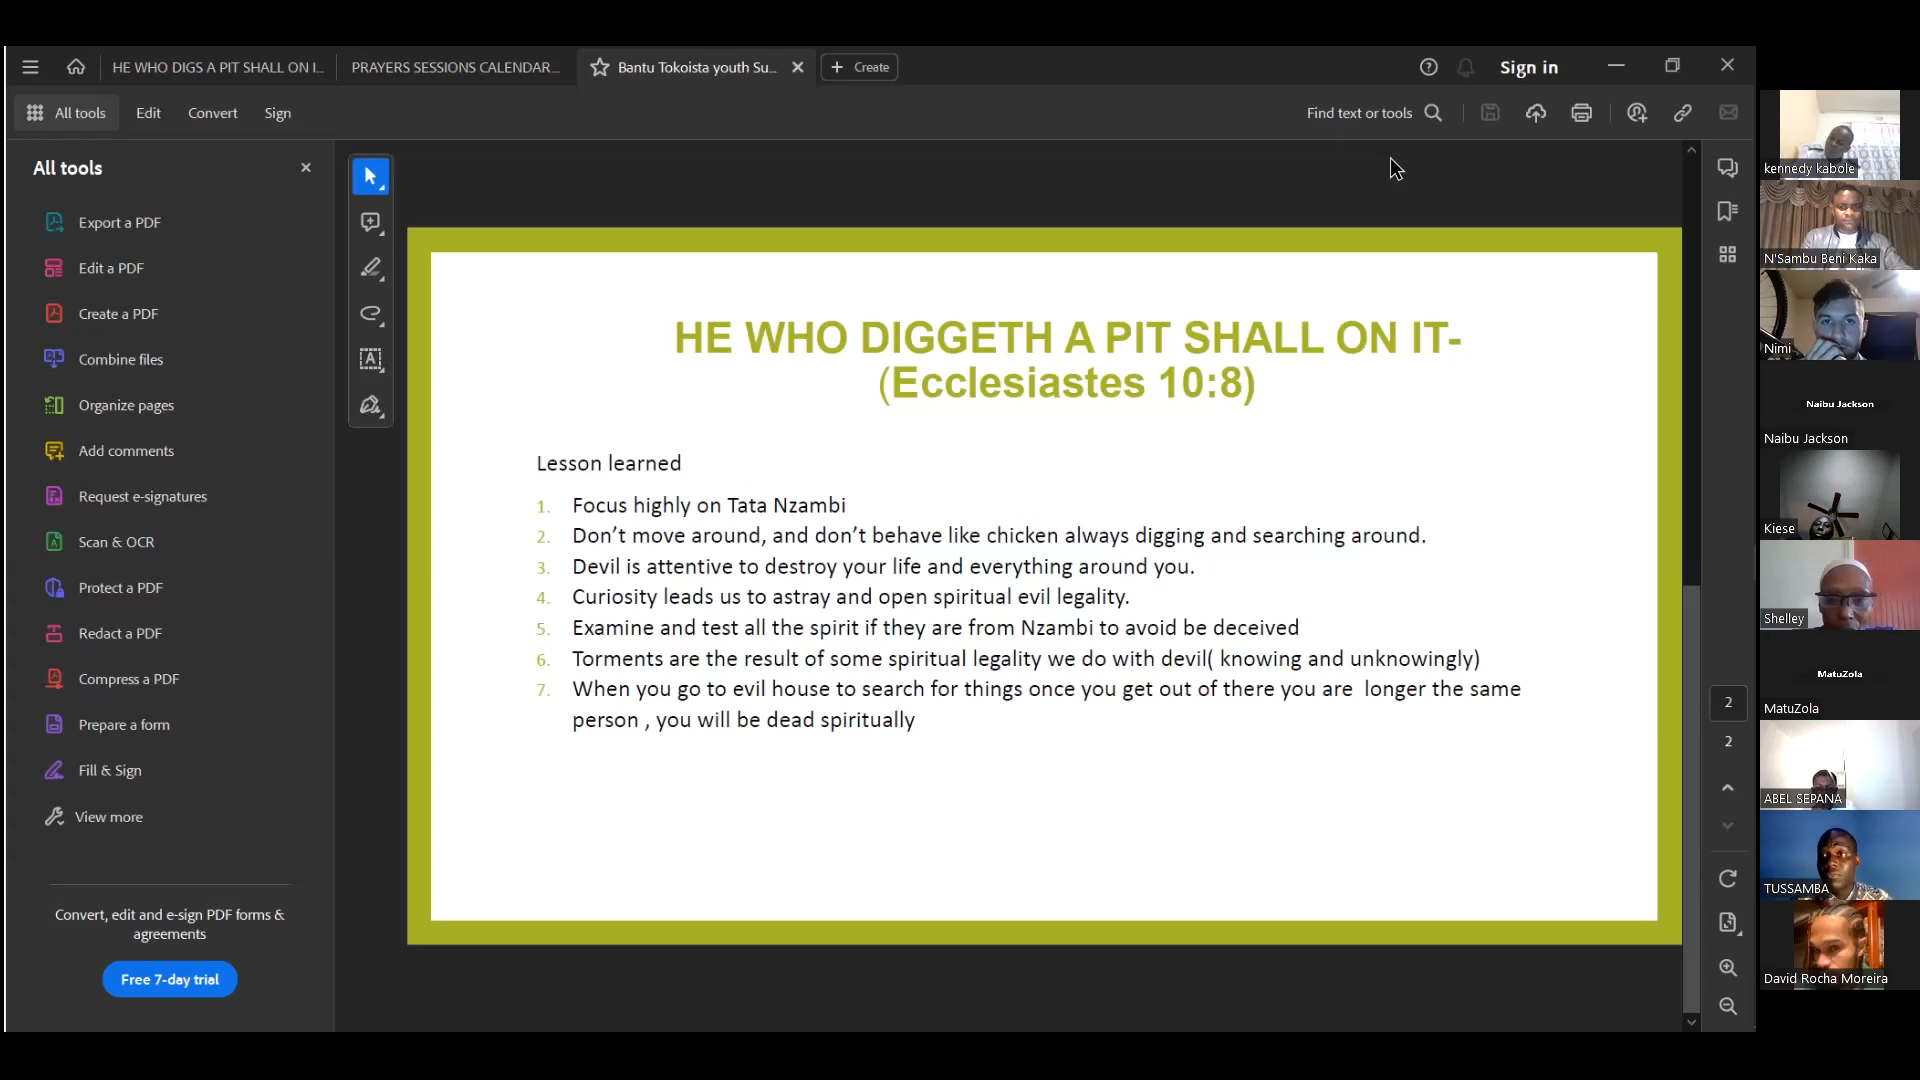 HE WHO DIGS A PIT SHALL ON I...
PRAYERS SESSIONS CALENDAR...
Bantu Tokoista youth Su...
Create
Sign in
All tools
Edit
Convert
Sign
Find text or tools
All tools
Export a PDF
Edit a PDF
Create a PDF
Combine files
Organize pages
Add comments
Request e-signatures
Scan & OCR
Protect a PDF
Redact a PDF
Compress a PDF
Prepare a form
Fill & Sign
View more
Convert, edit and e-sign PDF forms &
agreements
Free 7-day trial
HE WHO DIGGETH A PIT SHALL ON IT-
(Ecclesiastes 10:8)
Lesson learned
1. Focus highly on Tata Nzambi
2. Don’t move around, and don’t behave like chicken always digging and searching around.
3. Devil is attentive to destroy your life and everything around you.
4. Curiosity leads us to astray and open spiritual evil legality.
5. Examine and test all the spirit if they are from Nzambi to avoid be deceived
6. Torments are the result of some spiritual legality we do with devil( knowing and unknowingly)
7. When you go to evil house to search for things once you get out of there you are longer the same
person , you will be dead spiritually
2
2
kennedy kabole
N'Sambu Beni Kaka
Nimi
Naibu Jackson
Naibu Jackson
Kiese
Shelley
MatuZola
MatuZola
ABEL SEPANA
TUSSAMBA
David Rocha Moreira